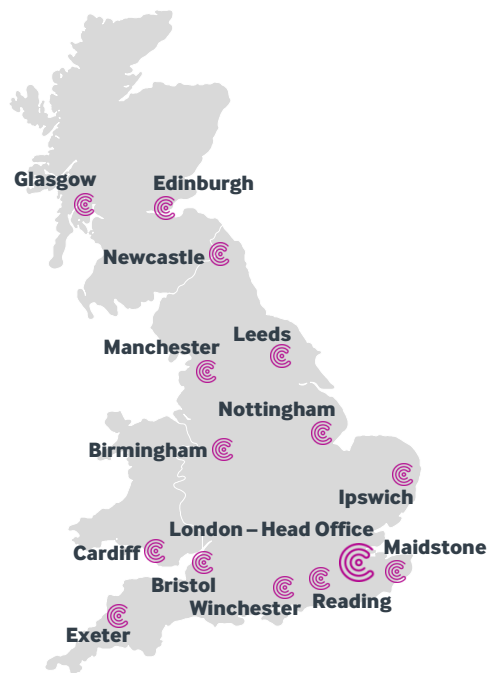 Glasgow
Edinburgh
Newcastle
Leeds
Manchester
Nottingham
Birmingham
Ipswich
London – Head Office
Maidstone
Cardiff
Bristol
Reading
Winchester
Exeter